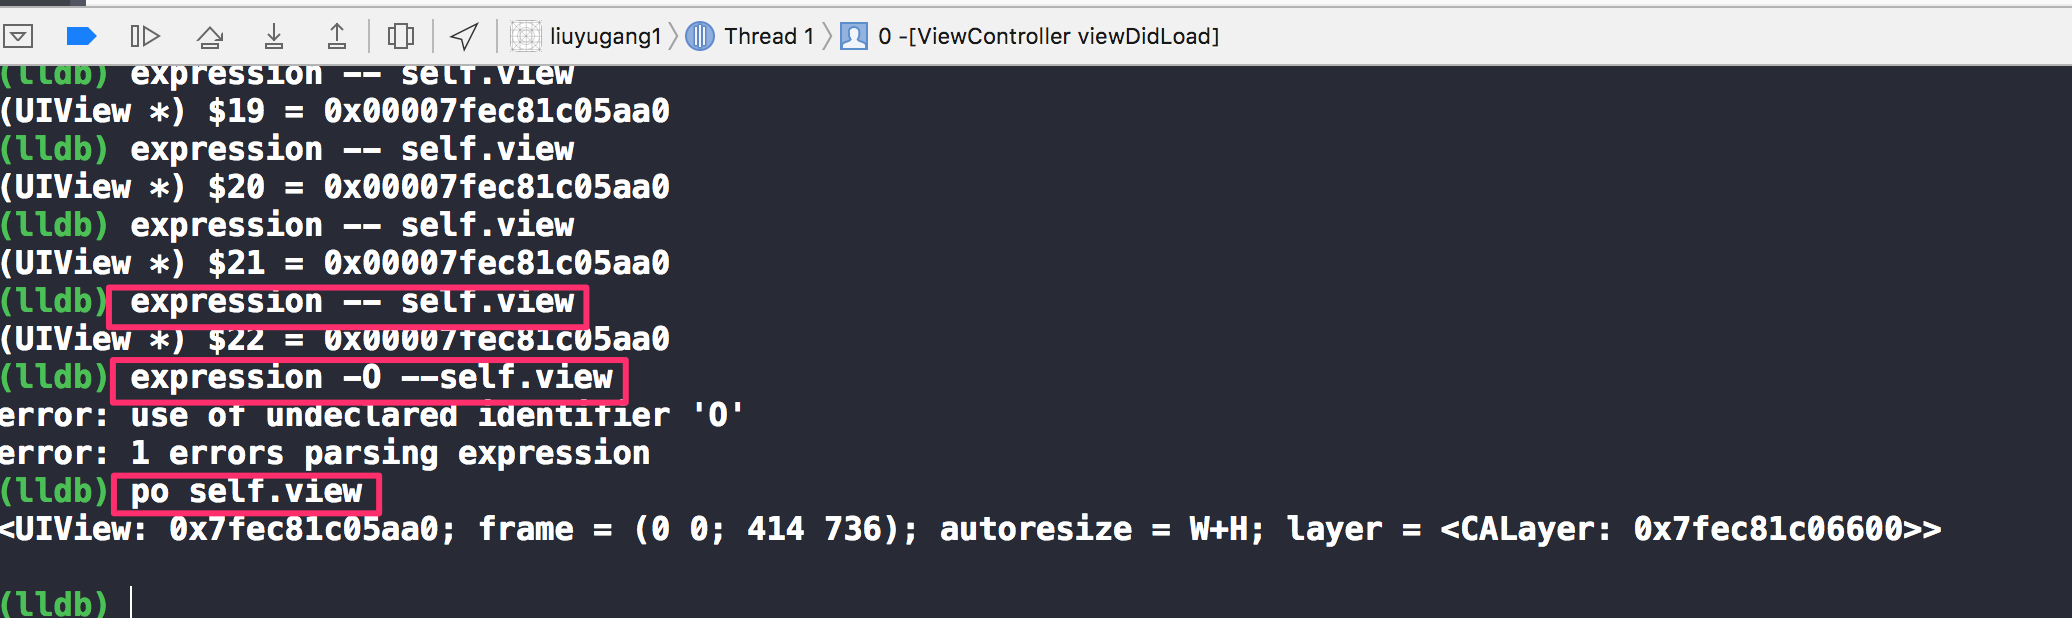 liuyugang1 Thread 1 0 -[ViewController viewDidLoad]
(lldb) expression -- self.view
(UIView *) $19 = 0x00007fec81c05aa0
(lldb) expression -- self.view
(UIView *) $20 = 0x00007fec81c05aa0
(lldb) expression -- self.view
(UIView *) $21 = 0x00007fec81c05aa0
(lldb) expression -- self.view
(UIView *) $22 = 0x00007fec81c05aa0
(lldb) expression -O --self.view
error: use of undeclared identifier 'O'
error: 1 errors parsing expression
(lldb) po self.view
<UIView: 0x7fec81c05aa0; frame = (0 0; 414 736); autoresize = W+H; layer = <CALayer: 0x7fec81c06600>>
(lldb)